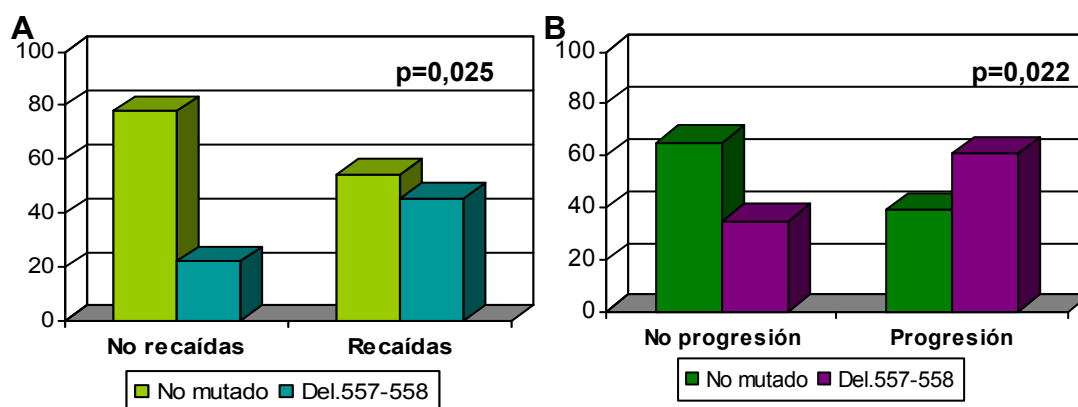 A
100
80
60
40
20
0
p=0,025
No recaídas Recaídas
No mutado Del.557-558
B
100
80
60
40
20
0
p=0,022
No progresión Progresión
No mutado Del.557-558